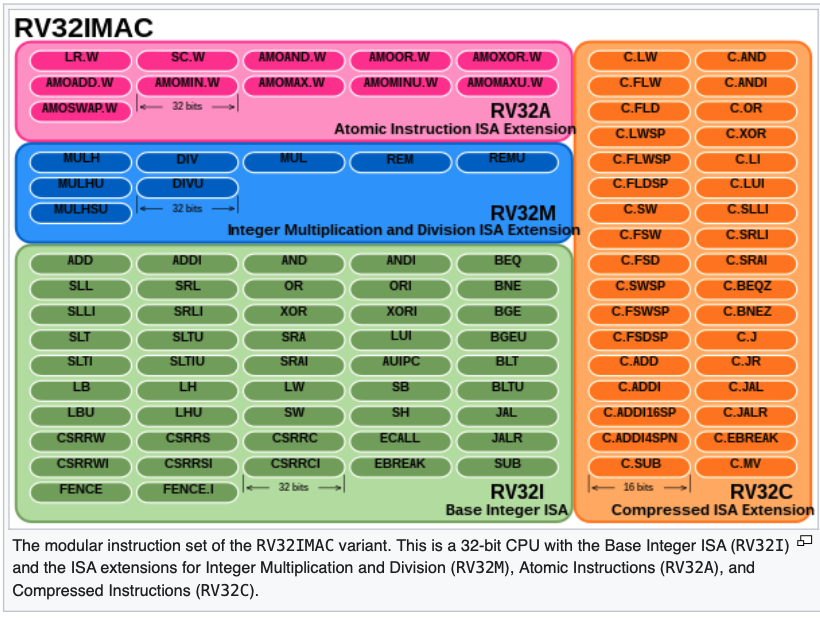 RV32IMAC
LR.W SC.W AMOAND.W AMOOR.W AMOXOR.W
AMOADD.W AMOMIN.W AMOMAX.W AMOMINU.W AMOMAXU.W
AMOSWAP.W 32 bits RV32A
Atomic Instruction ISA Extension
MULH DIV MUL REM REMU
MULHU DIVU
MULHSU 32 bits RV32M
Integer Multiplication and Division ISA Extension
ADD ADDI AND ANDI BEQ
SLL SRL OR ORI BNE
SLLI SRLI XOR XORI BGE
SLT SLTU SRA LUI BGEU
SLTI SLTIU SRAI AUIPC BLT
LB LH LW SB BLTU
LBU LHU SW SH JAL
CSRRW CSRRS CSRRC ECALL JALR
CSRRWI CSRRSI CSRRCI EBREAK SUB
FENCE FENCE.I 32 bits RV32I
Base Integer ISA
C.LW C.AND
C.FLW C.ANDI
C.FLD C.OR
C.LWSP C.XOR
C.FLWSP C.LI
C.FLDSP C.LUI
C.SW C.SLLI
C.FSW C.SRLI
C.FSD C.SRAI
C.SWSP C.BEQZ
C.FSWSP C.BNEZ
C.FSDSP C.J
C.ADD C.JR
C.ADDI C.JAL
C.ADDI16SP C.JALR
C.ADDI4SPN C.EBREAK
C.SUB C.MV
16 bits RV32C
Compressed ISA Extension
The modular instruction set of the RV32IMAC variant. This is a 32-bit CPU with the Base Integer ISA (RV32I)
and the ISA extensions for Integer Multiplication and Division (RV32M), Atomic Instructions (RV32A), and
Compressed Instructions (RV32C).